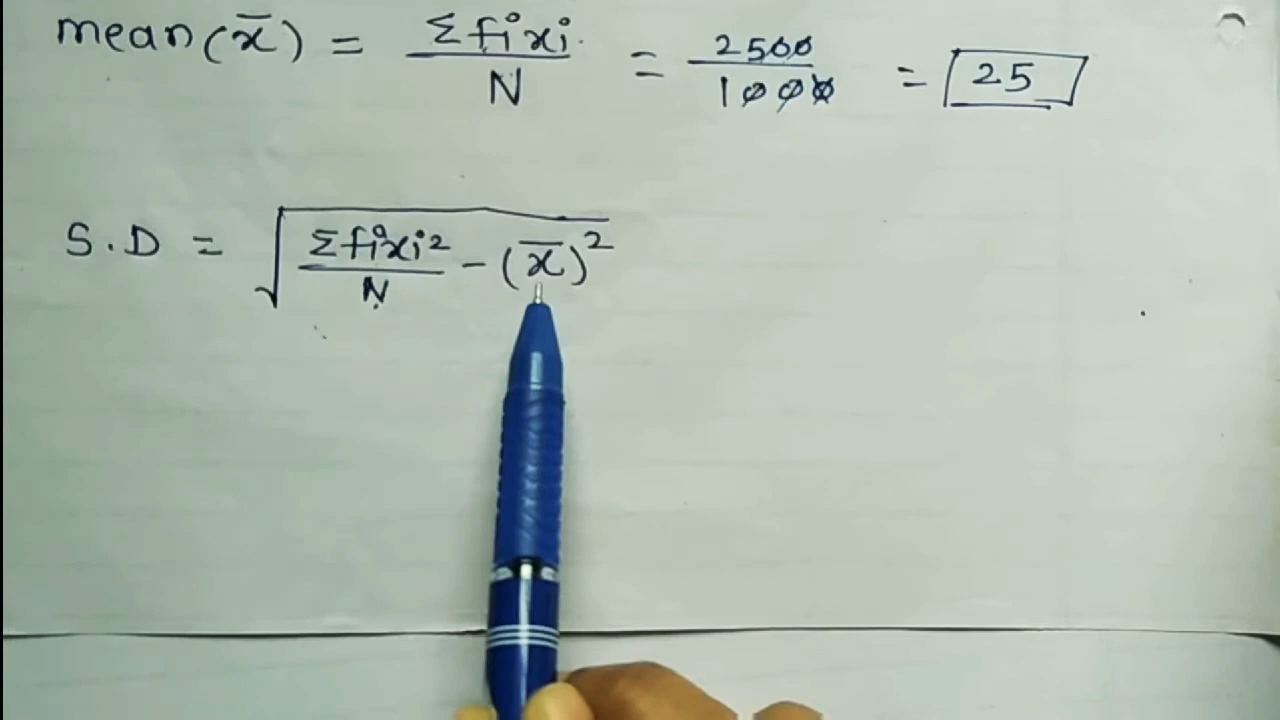 mean(x̄) = Σfixi / N = 2500 / 1000 = 25
S.D = √(Σfixi² / N - (x̄)²)